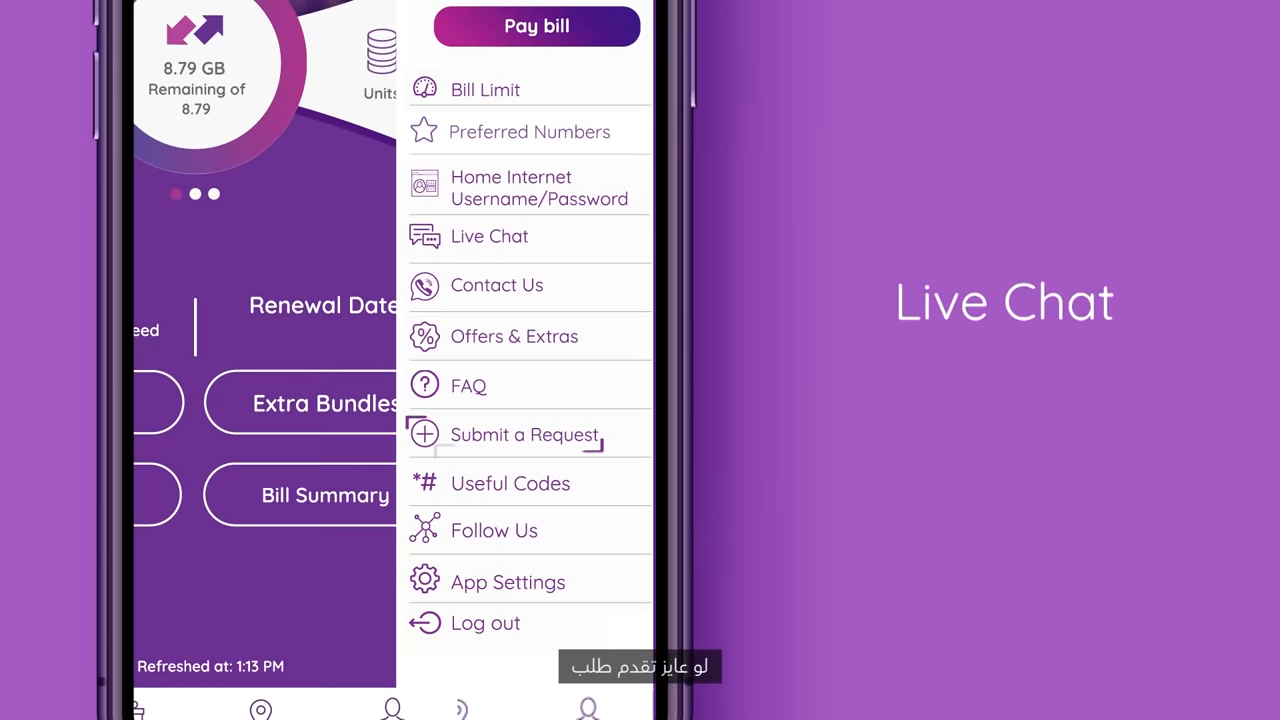 8.79 GB
Remaining of
8.79
Units
eed
Renewal Date
Extra Bundles
Bill Summary
Refreshed at: 1:13 PM
Pay bill
Bill Limit
Preferred Numbers
Home Internet
Username/Password
Live Chat
Contact Us
Offers & Extras
FAQ
Submit a Request
*# Useful Codes
Follow Us
App Settings
Log out
Live Chat
لو عايز تقدم طلب